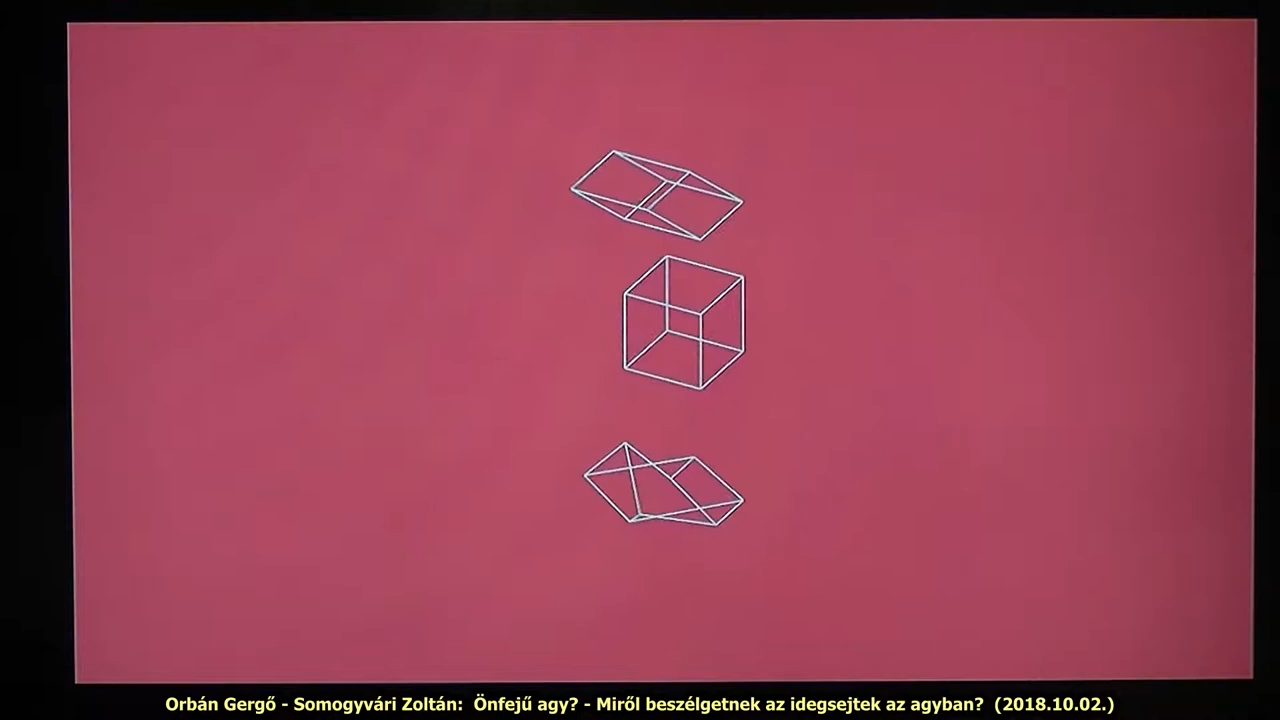 Orbán Gergő - Somogyvári Zoltán:  Önfejű agy? - Miről beszélgetnek az idegsejtek az agyban?  (2018.10.02.)